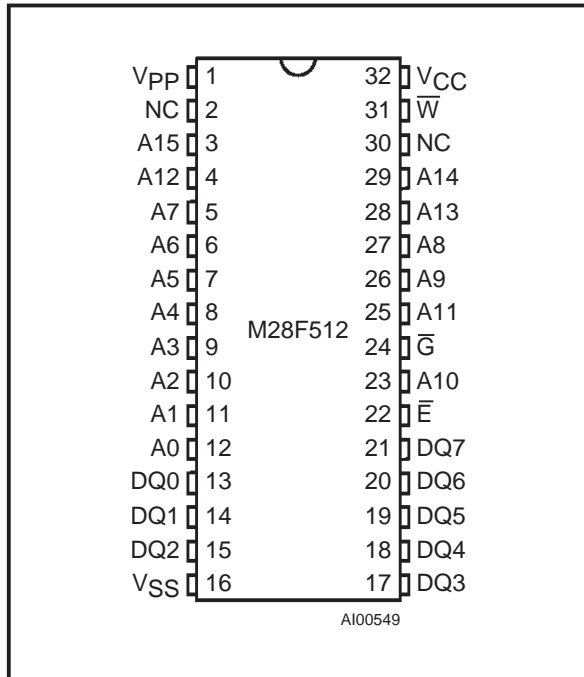 VPP 1 32 VCC
NC 2 31 W̅
A15 3 30 NC
A12 4 29 A14
A7 5 28 A13
A6 6 27 A8
A5 7 26 A9
A4 8 25 A11
M28F512
A3 9 24 G̅
A2 10 23 A10
A1 11 22 E̅
A0 12 21 DQ7
DQ0 13 20 DQ6
DQ1 14 19 DQ5
DQ2 15 18 DQ4
VSS 16 17 DQ3
AI00549